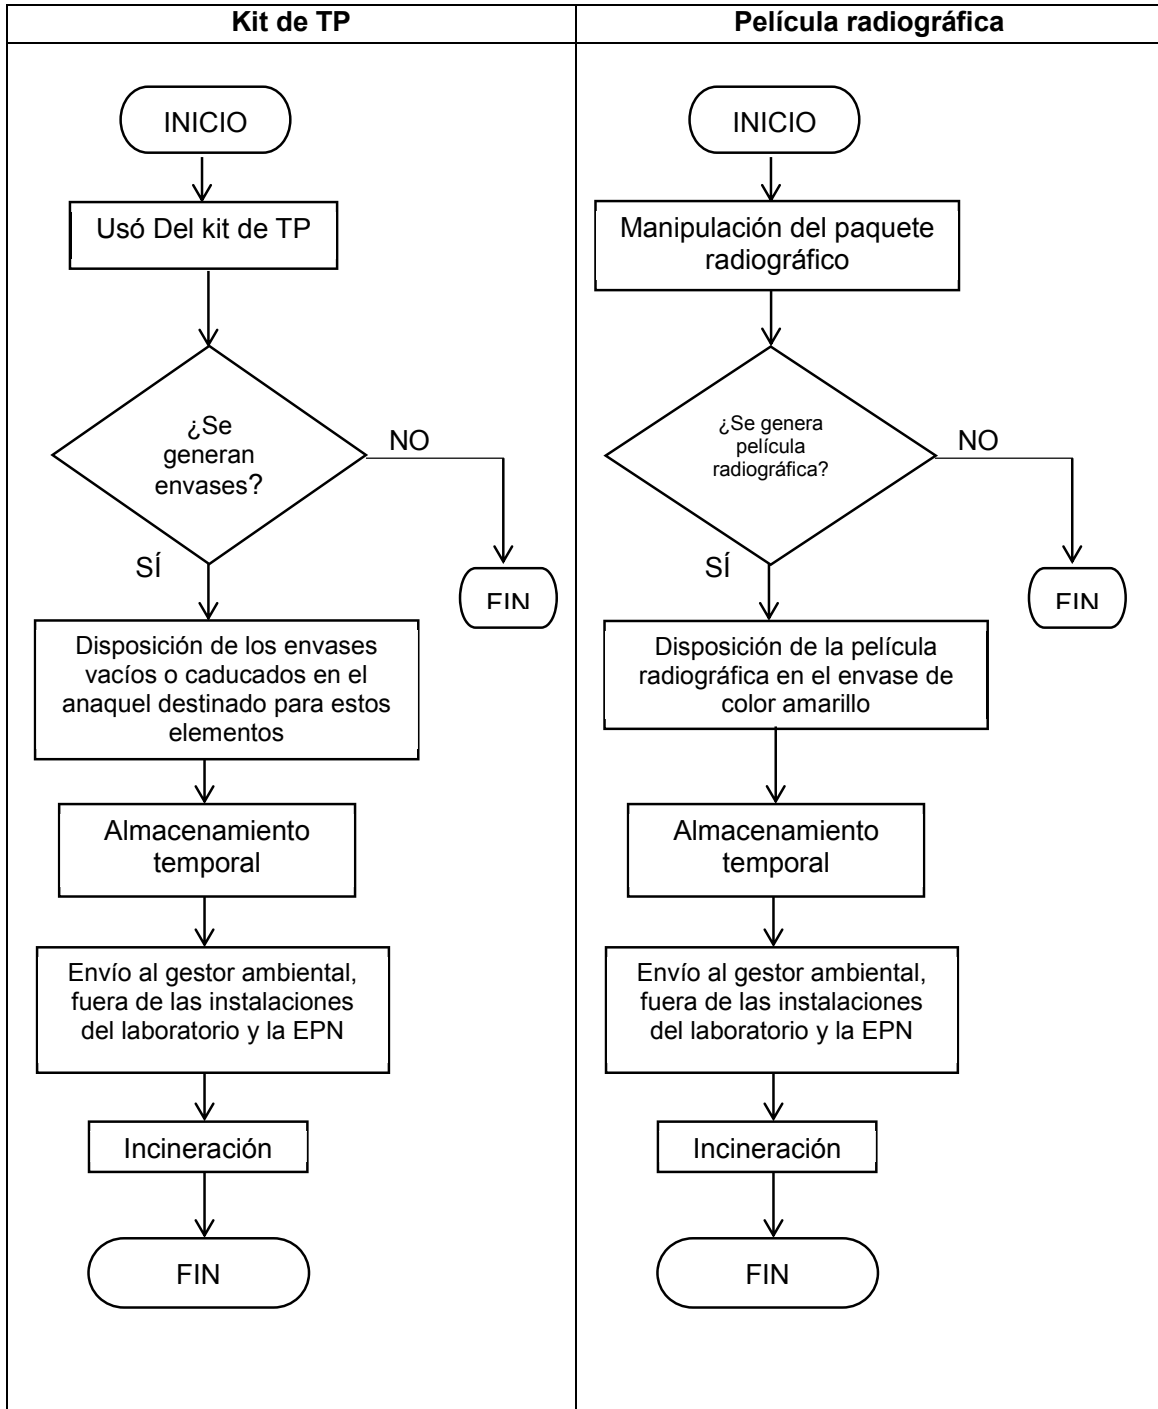 Kit de TP
INICIO
Usó Del kit de TP
¿Se
generan
envases?
NO
SÍ
FIN
Disposición de los envases
vacíos o caducados en el
anaquel destinado para estos
elementos
Almacenamiento
temporal
Envío al gestor ambiental,
fuera de las instalaciones
del laboratorio y la EPN
Incineración
FIN
Película radiográfica
INICIO
Manipulación del paquete
radiográfico
¿Se genera
película
radiográfica?
NO
SÍ
FIN
Disposición de la película
radiográfica en el envase de
color amarillo
Almacenamiento
temporal
Envío al gestor ambiental,
fuera de las instalaciones
del laboratorio y la EPN
Incineración
FIN